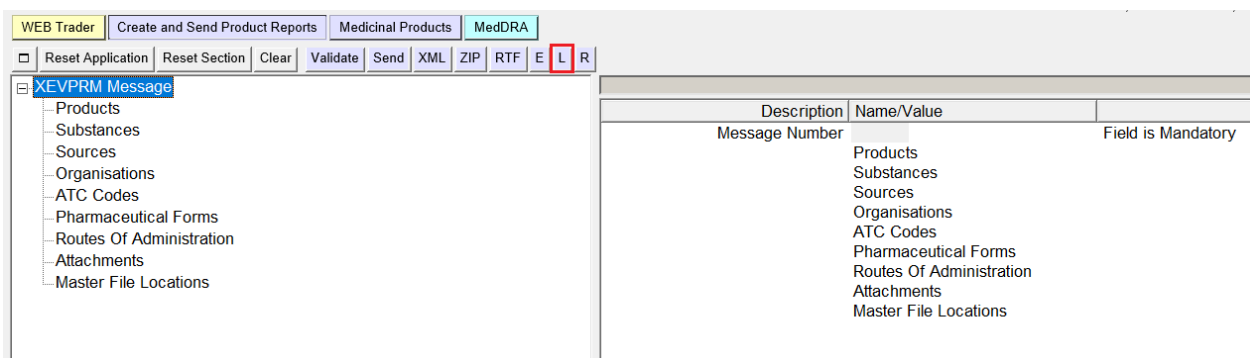 WEB Trader Create and Send Product Reports Medicinal Products MedDRA
Reset Application Reset Section Clear Validate Send XML ZIP RTF E L R
XEVPRM Message
Products
Substances
Sources
Organisations
ATC Codes
Pharmaceutical Forms
Routes Of Administration
Attachments
Master File Locations
Description Name/Value
Message Number Field is Mandatory
Products
Substances
Sources
Organisations
ATC Codes
Pharmaceutical Forms
Routes Of Administration
Attachments
Master File Locations